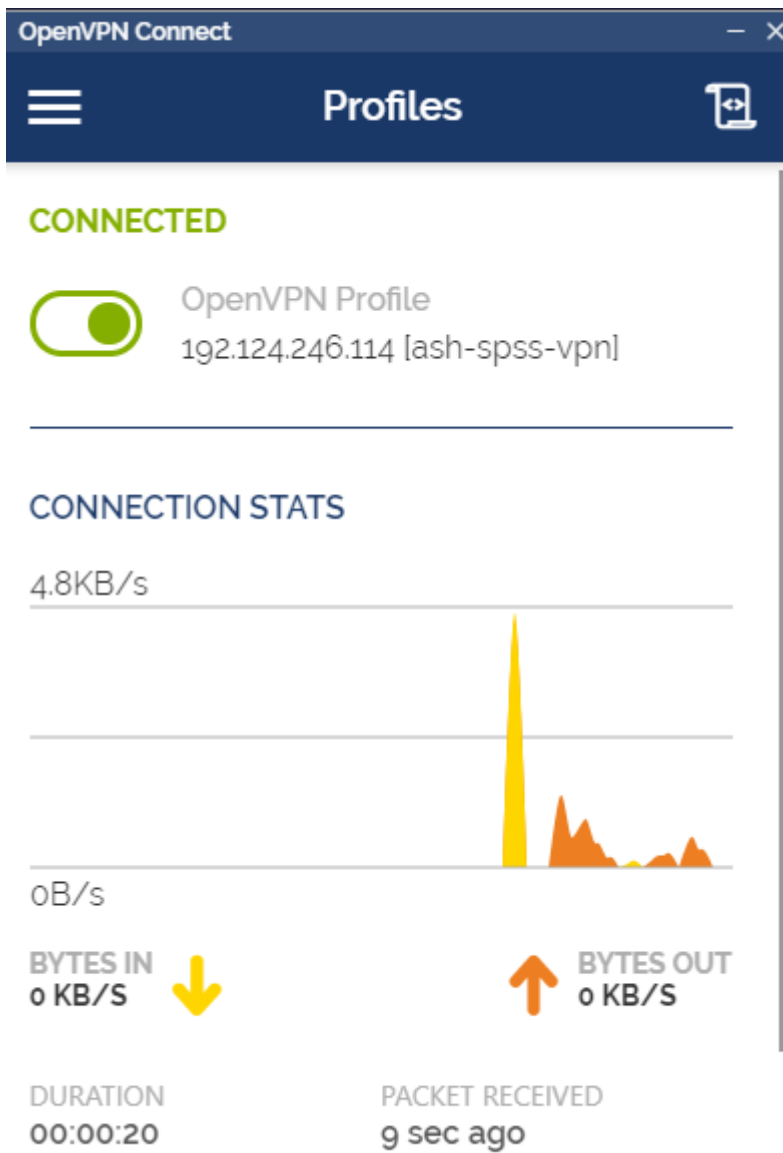 OpenVPN Connect
Profiles
CONNECTED
OpenVPN Profile
192.124.246.114 [ash-spss-vpn]
CONNECTION STATS
4.8KB/s
0B/s
BYTES IN
0 KB/S
BYTES OUT
0 KB/S
DURATION
00:00:20
PACKET RECEIVED
9 sec ago